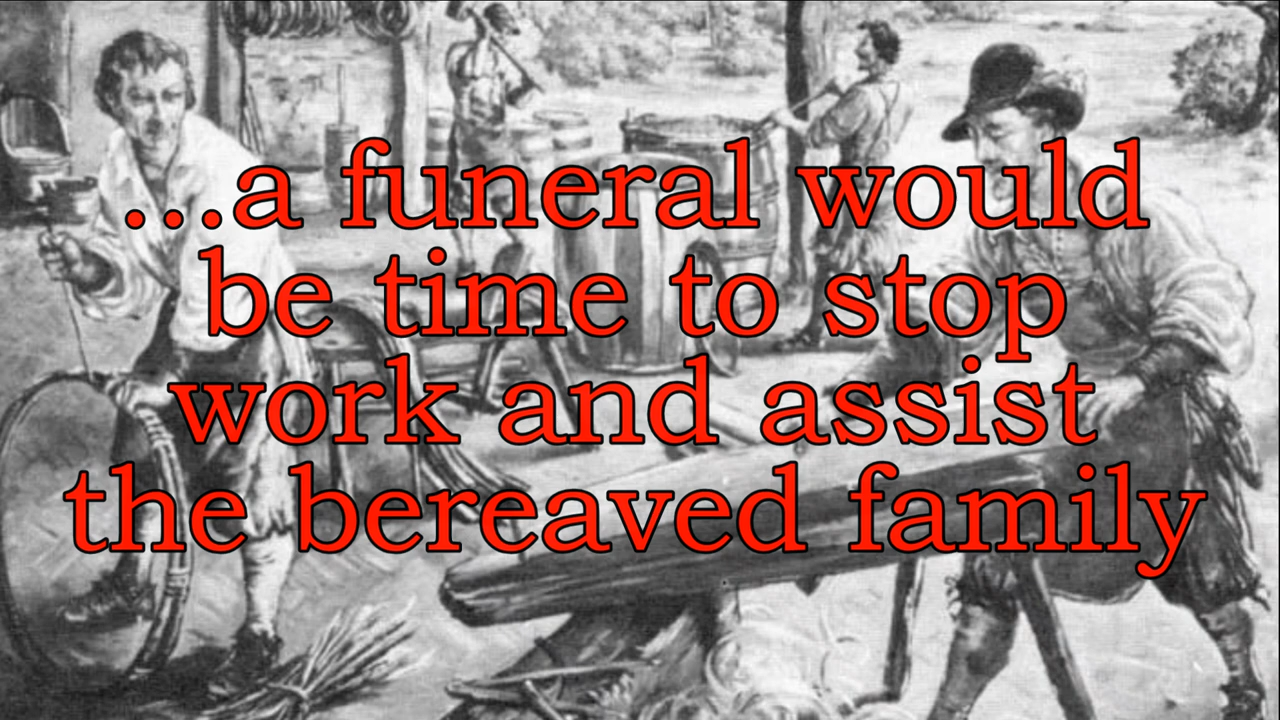 ...a funeral would
be time to stop
work and assist
the bereaved family